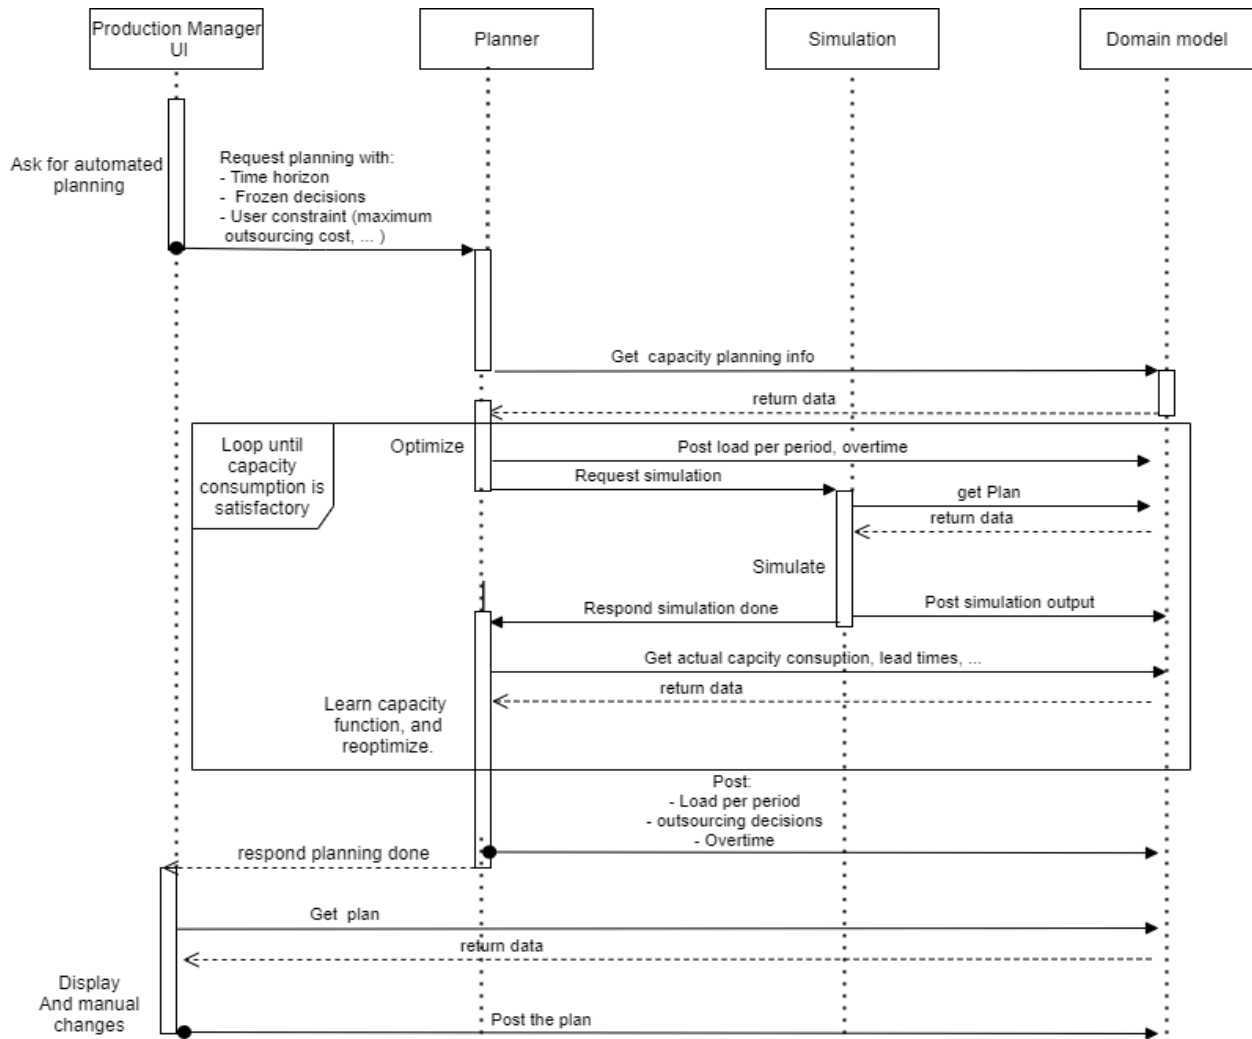 Production Manager
UI
Planner
Simulation
Domain model
Ask for automated
planning
Request planning with:
- Time horizon
- Frozen decisions
- User constraint (maximum
outsourcing cost, ... )
Get capacity planning info
return data
Loop until
capacity
consumption is
satisfactory
Optimize
Post load per period, overtime
Request simulation
get Plan
return data
Simulate
Respond simulation done
Post simulation output
Get actual capcity consuption, lead times, ...
return data
Learn capacity
function, and
reoptimize.
Post:
- Load per period
- outsourcing decisions
- Overtime
respond planning done
Get plan
return data
Display
And manual
changes
Post the plan